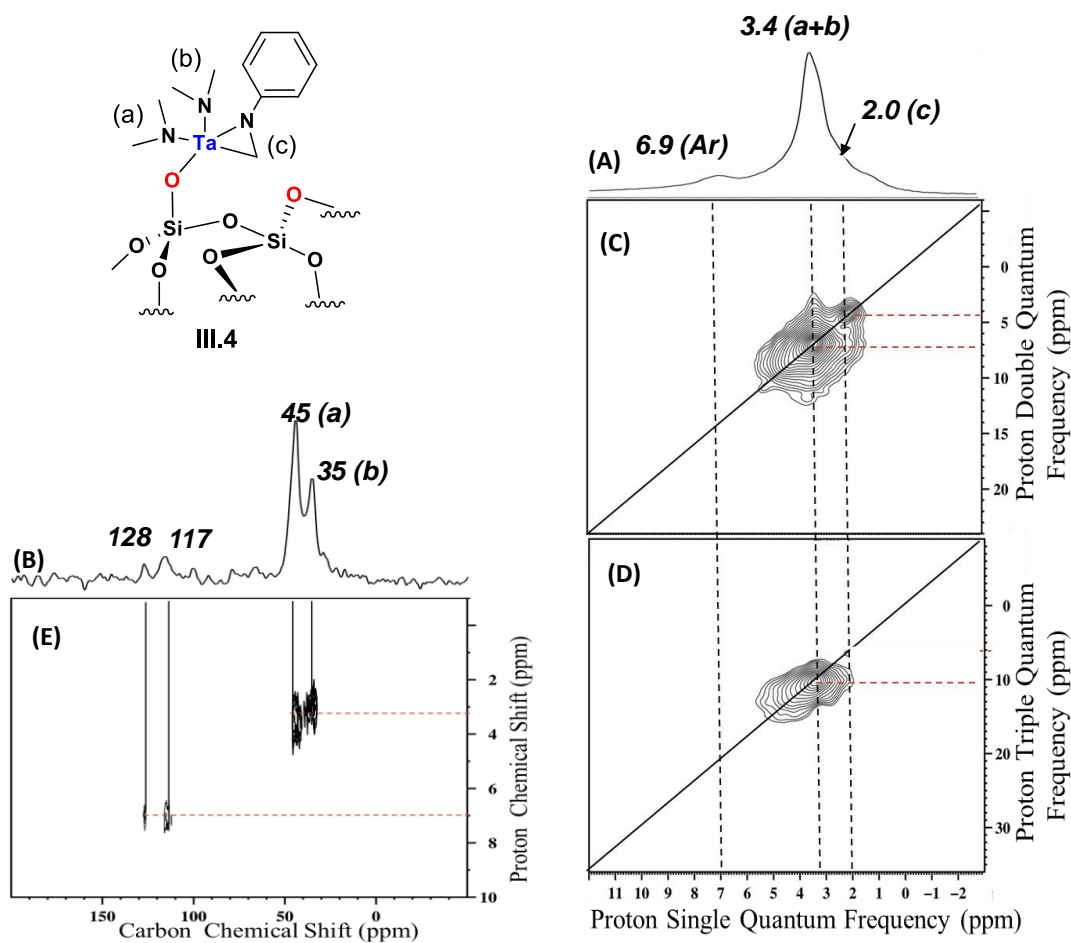 (b)
(a)
N
N
N
Ta
(c)
O
O
Si
O
Si
O
O
O
O
III.4
3.4 (a+b)
2.0 (c)
6.9 (Ar)
(A)
(C)
0
5
10
15
20
Proton Double Quantum
Frequency (ppm)
(D)
0
10
20
30
Proton Triple Quantum
Frequency (ppm)
11 10 9 8 7 6 5 4 3 2 1 0 −1 −2
Proton Single Quantum Frequency (ppm)
45 (a)
35 (b)
128
117
(B)
(E)
2
4
6
8
10
Proton Chemical Shift (ppm)
150 100 50 0
Carbon Chemical Shift (ppm)